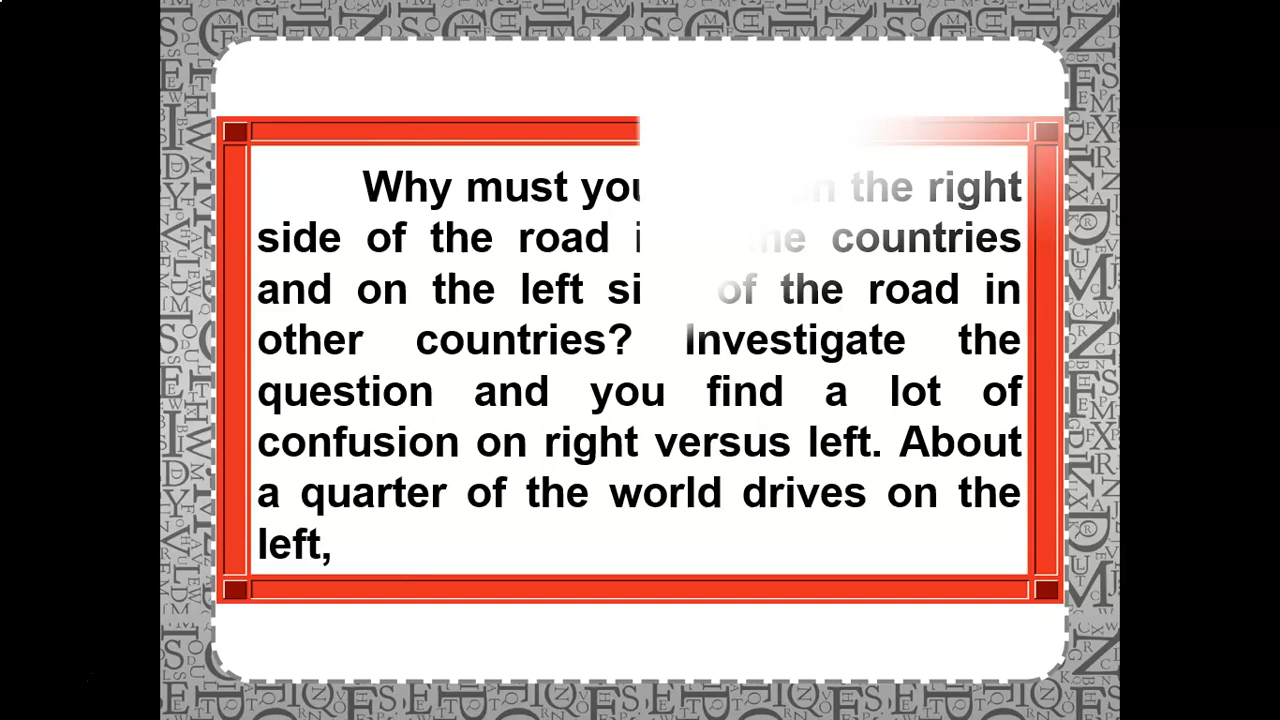 Why must you the right
side of the road countries
and on the left of the road in
other countries? Investigate the
question and you find a lot of
confusion on right versus left. About
a quarter of the world drives on the
left,